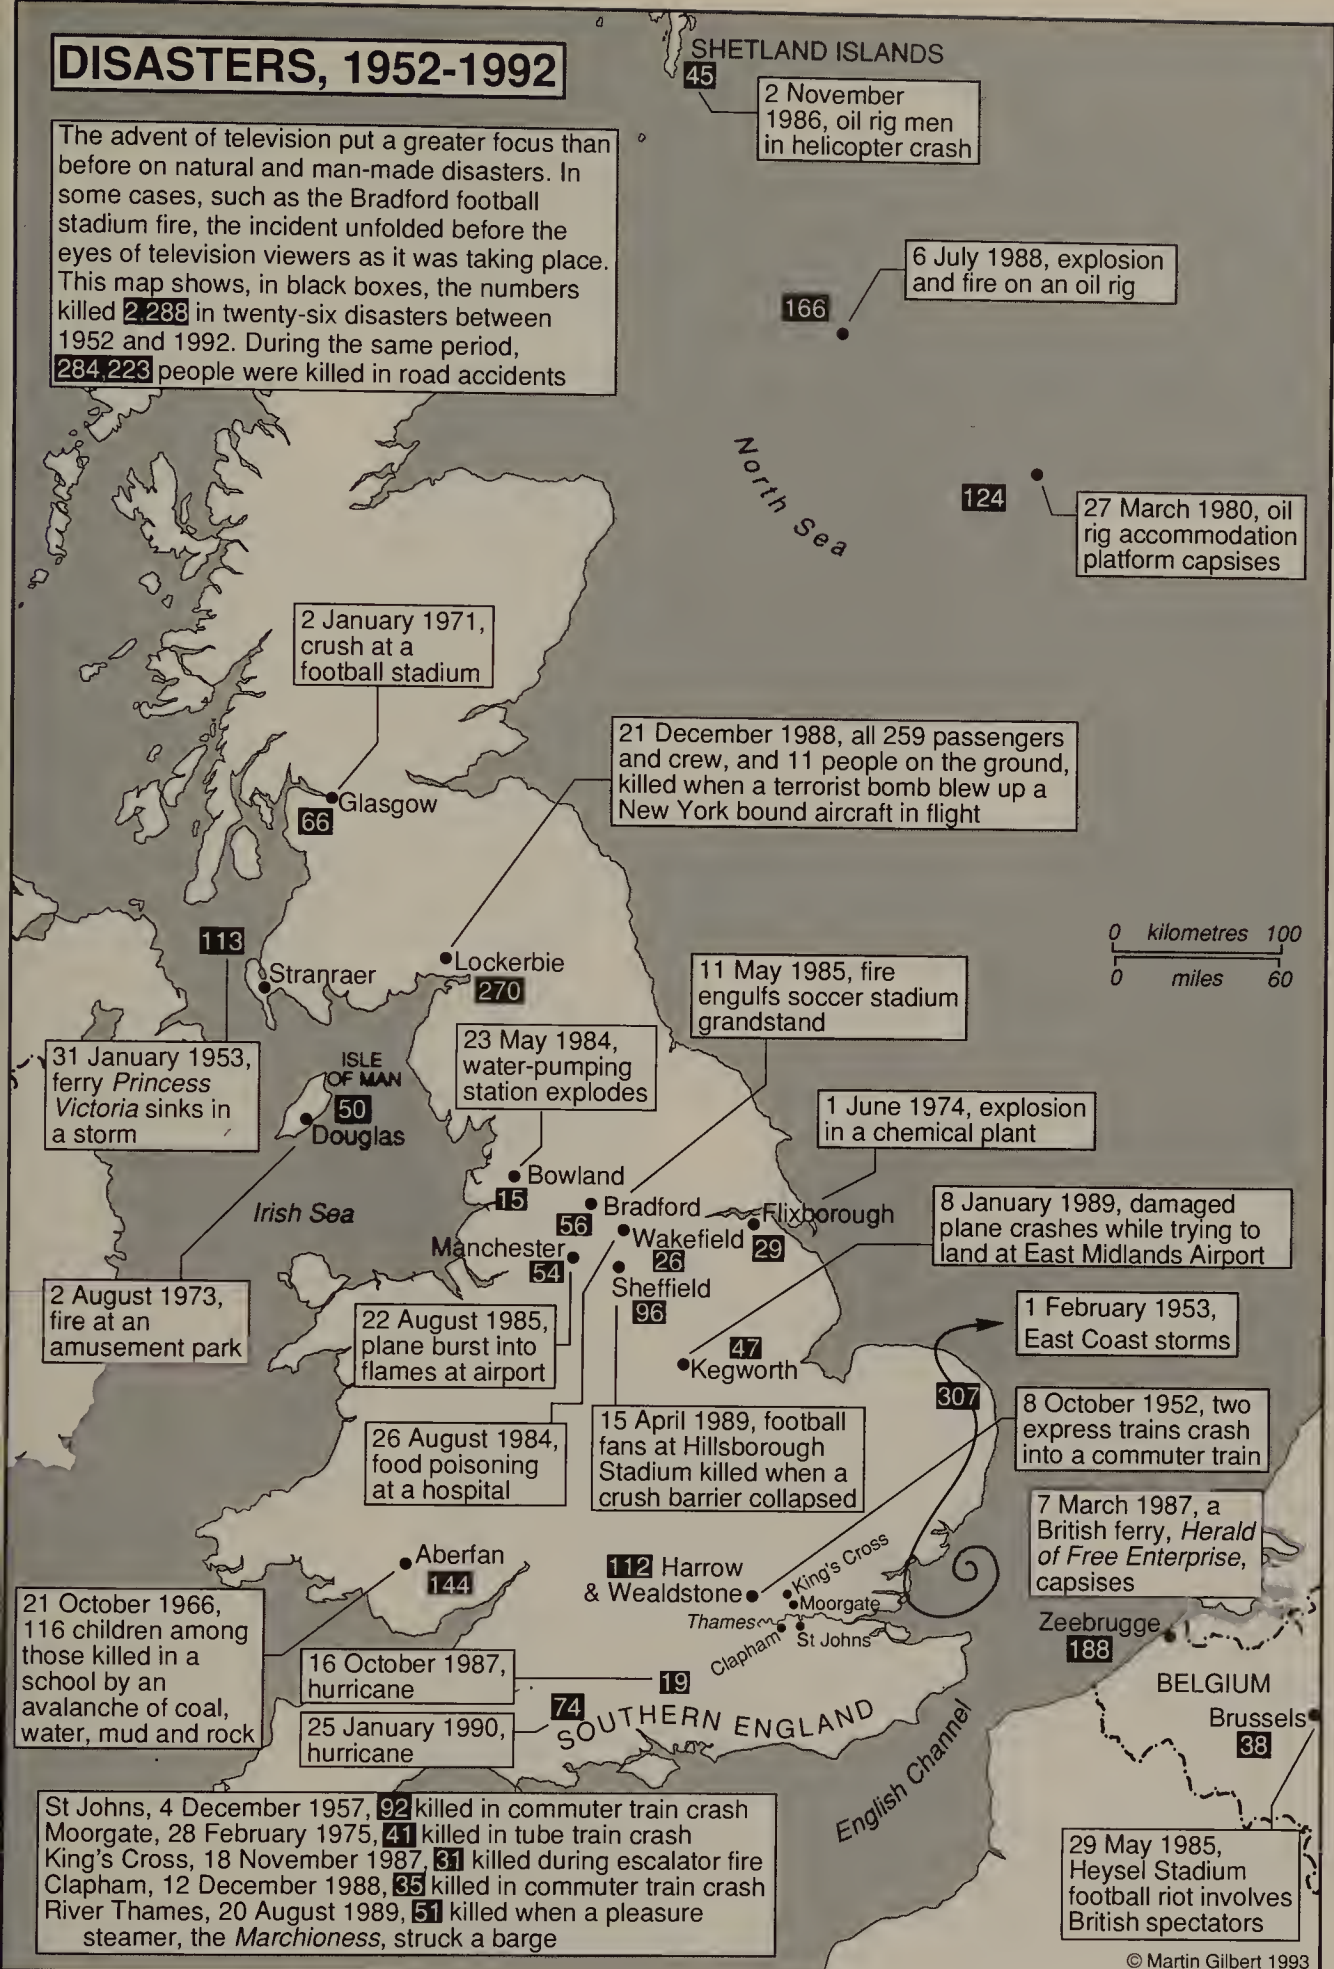 DISASTERS, 1952-1992
The advent of television put a greater focus than
before on natural and man-made disasters. In
some cases, such as the Bradford football
stadium fire, the incident unfolded before the
eyes of television viewers as it was taking place.
This map shows, in black boxes, the numbers
killed 2,288 in twenty-six disasters between
1952 and 1992. During the same period,
284,223 people were killed in road accidents
SHETLAND ISLANDS
45
2 November
1986, oil rig men
in helicopter crash
6 July 1988, explosion
and fire on an oil rig
166
North Sea
124
27 March 1980, oil
rig accommodation
platform capsises
2 January 1971,
crush at a
football stadium
Glasgow
66
21 December 1988, all 259 passengers
and crew, and 11 people on the ground,
killed when a terrorist bomb blew up a
New York bound aircraft in flight
0 kilometres 100
0 miles 60
113
Stranraer
Lockerbie
270
11 May 1985, fire
engulfs soccer stadium
grandstand
31 January 1953,
ferry Princess
Victoria sinks in
a storm
ISLE
OF MAN
50
Douglas
23 May 1984,
water-pumping
station explodes
1 June 1974, explosion
in a chemical plant
Bowland
15
Irish Sea
Bradford
56
Flixborough
29
Wakefield
26
Manchester
54
Sheffield
96
8 January 1989, damaged
plane crashes while trying to
land at East Midlands Airport
2 August 1973,
fire at an
amusement park
22 August 1985,
plane burst into
flames at airport
47
Kegworth
1 February 1953,
East Coast storms
307
26 August 1984,
food poisoning
at a hospital
15 April 1989, football
fans at Hillsborough
Stadium killed when a
crush barrier collapsed
8 October 1952, two
express trains crash
into a commuter train
7 March 1987, a
British ferry, Herald
of Free Enterprise,
capsises
Aberfan
144
112 Harrow
& Wealdstone
King's Cross
Moorgate
Thames
Clapham
St Johns
Zeebrugge
188
21 October 1966,
116 children among
those killed in a
school by an
avalanche of coal,
water, mud and rock
16 October 1987,
hurricane
19
25 January 1990,
hurricane
74
SOUTHERN ENGLAND
BELGIUM
Brussels
38
English Channel
St Johns, 4 December 1957, 92 killed in commuter train crash
Moorgate, 28 February 1975, 41 killed in tube train crash
King's Cross, 18 November 1987, 31 killed during escalator fire
Clapham, 12 December 1988, 35 killed in commuter train crash
River Thames, 20 August 1989, 51 killed when a pleasure
steamer, the Marchioness, struck a barge
29 May 1985,
Heysel Stadium
football riot involves
British spectators
© Martin Gilbert 1993